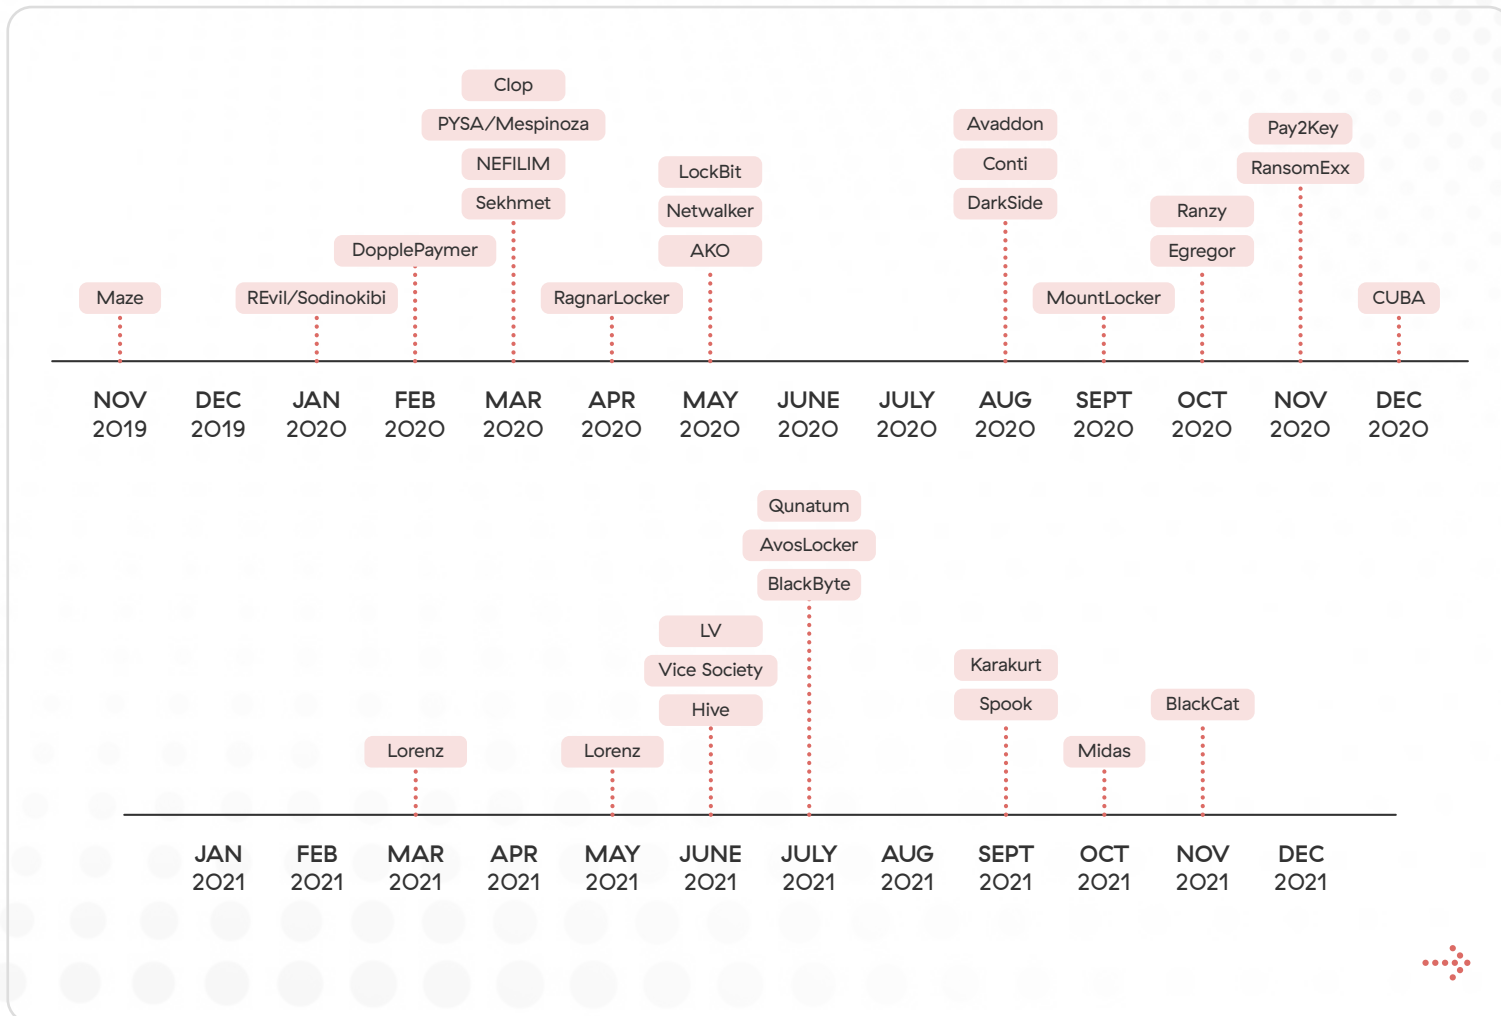 Clop
PYSA/Mespinoza
NEFILIM
Sekhmet
LockBit
Netwalker
AKO
Avaddon
Conti
DarkSide
Pay2Key
RansomExx
Ranzy
Egregor
DopplePaymer
Maze
REvil/Sodinokibi
RagnarLocker
MountLocker
CUBA
NOV DEC JAN FEB MAR APR MAY JUNE JULY AUG SEPT OCT NOV DEC
2019 2019 2020 2020 2020 2020 2020 2020 2020 2020 2020 2020 2020 2020
Qunatum
AvosLocker
BlackByte
LV
Vice Society
Hive
Karakurt
Spook
BlackCat
Lorenz
Lorenz
Midas
JAN FEB MAR APR MAY JUNE JULY AUG SEPT OCT NOV DEC
2021 2021 2021 2021 2021 2021 2021 2021 2021 2021 2021 2021